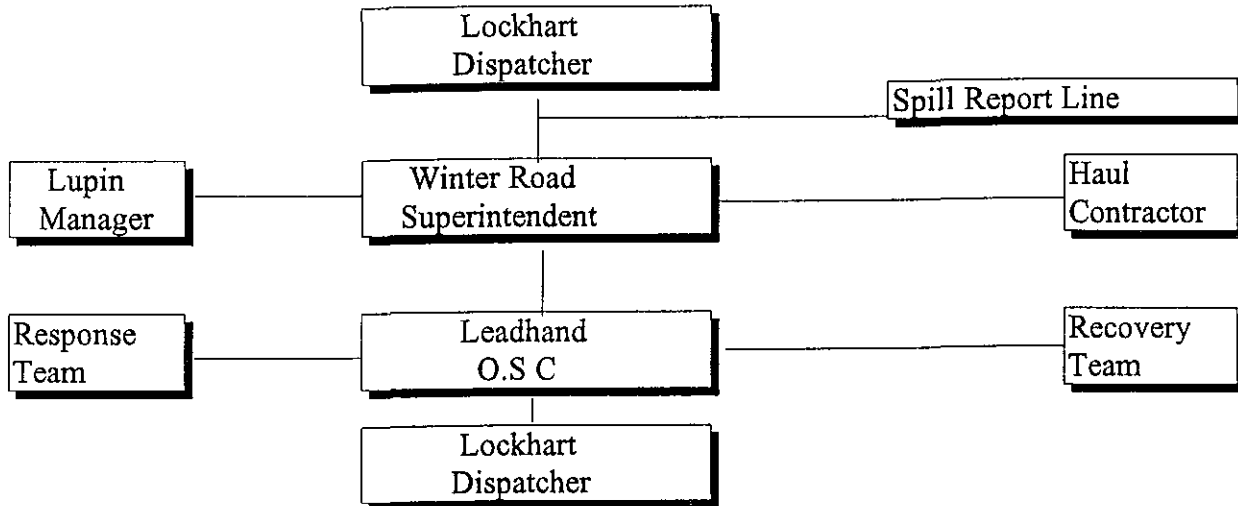 Lockhart
Dispatcher
Spill Report Line
Lupin
Manager
Winter Road
Superintendent
Haul
Contractor
Response
Team
Leadhand
O.S C
Recovery
Team
Lockhart
Dispatcher